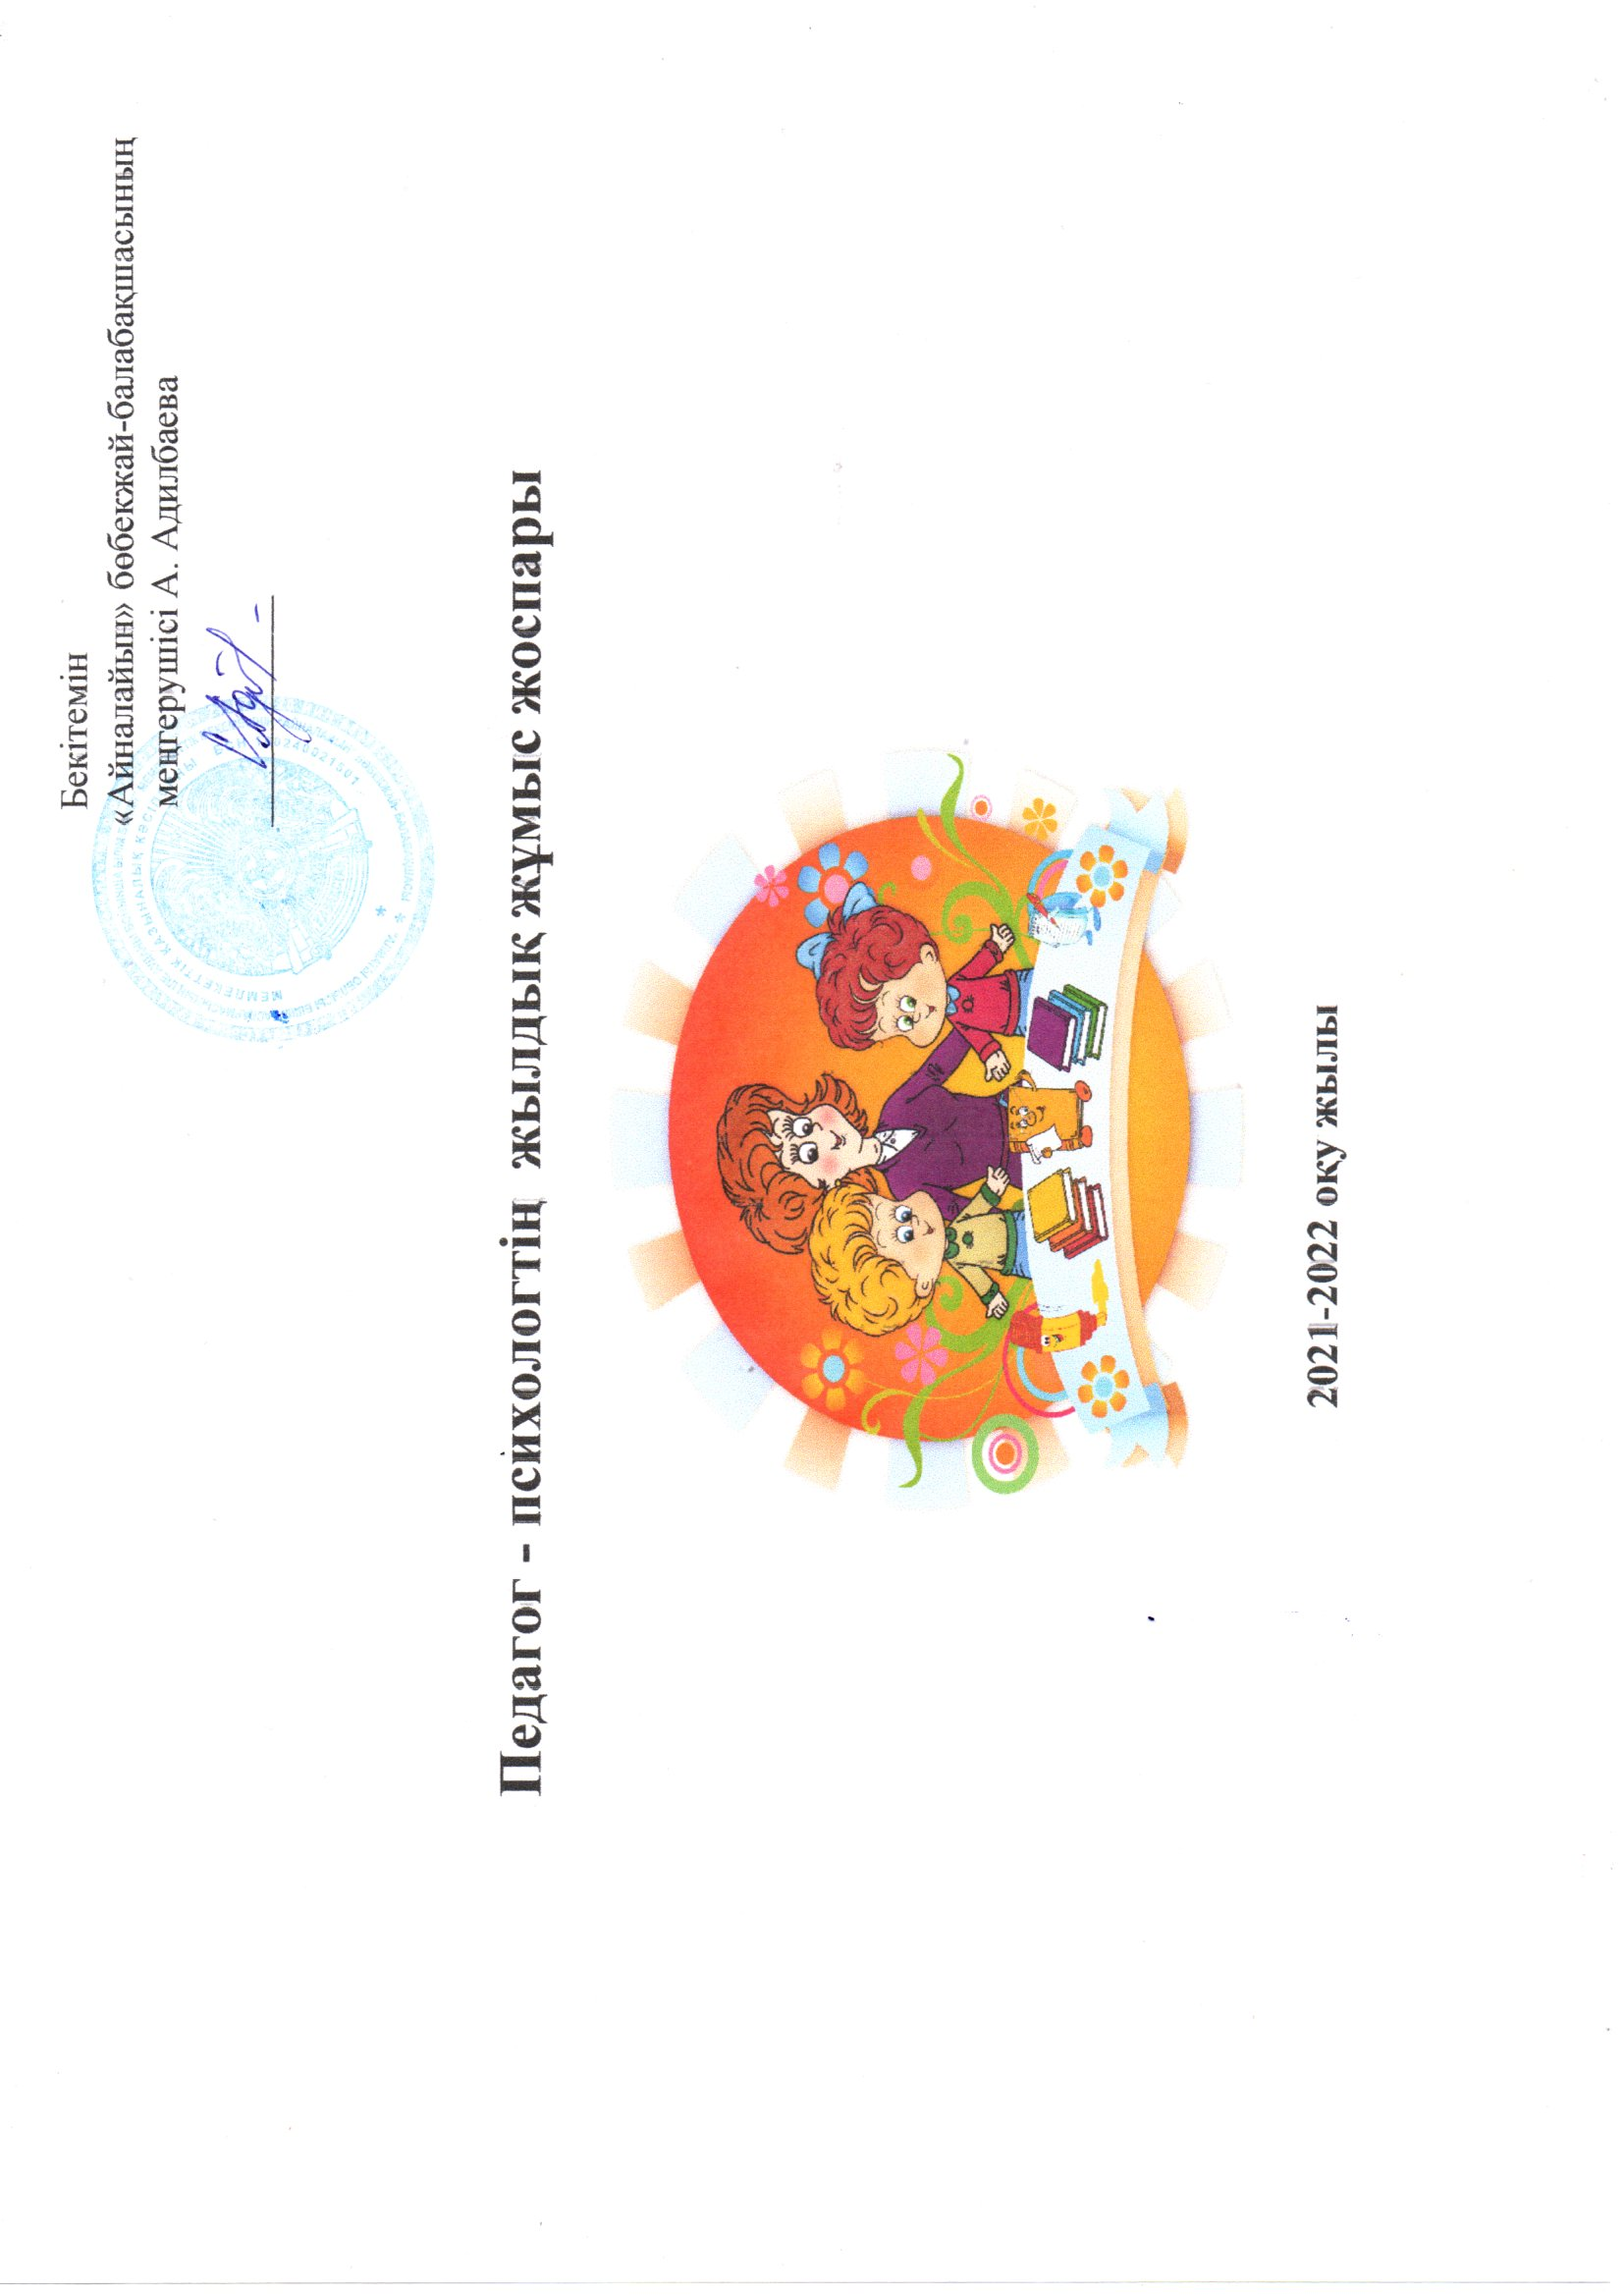 Бекітемін
«Айналайын» бөбекжай-балабақшасының
меңгерушісі А. Адилбаева
Педагог - психологтің жылдық жұмыс жоспары
2021-2022 оқу жылы